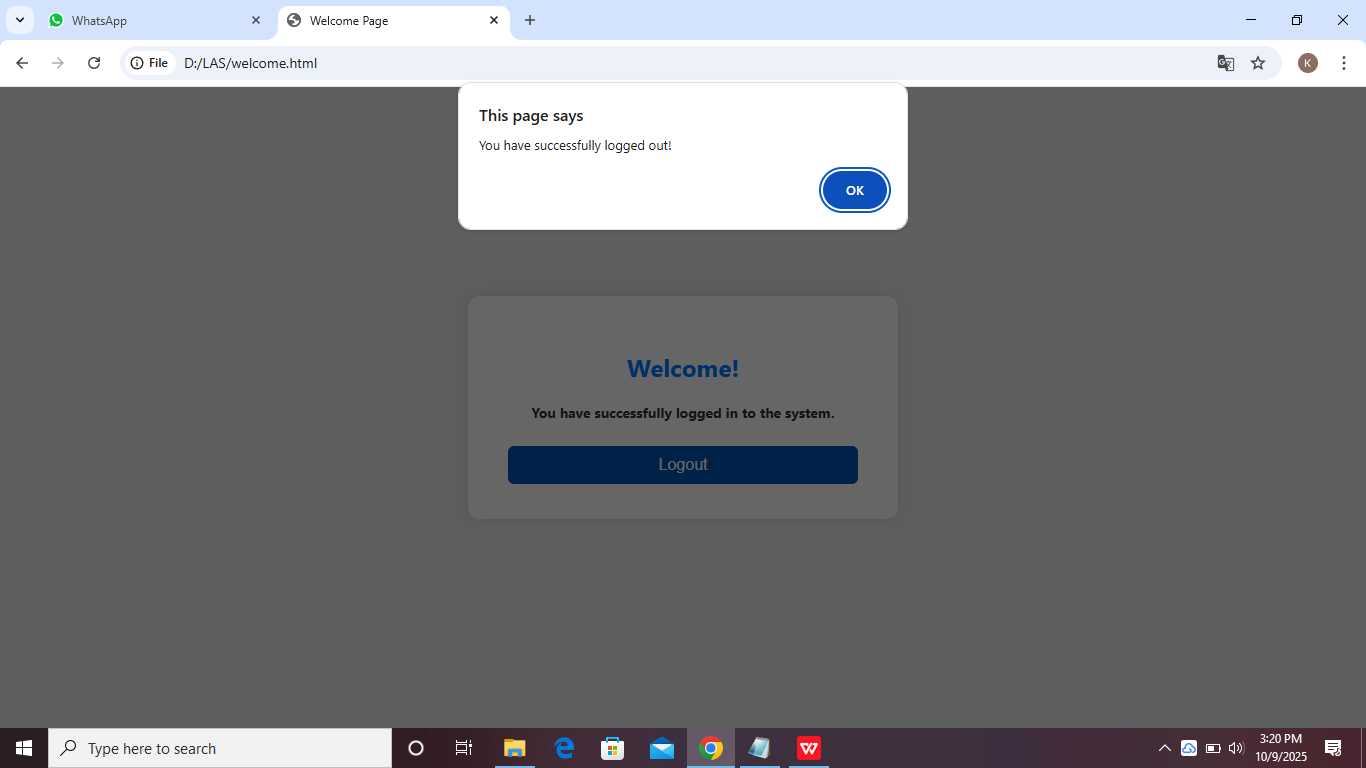 WhatsApp
Welcome Page
File
D:/LAS/welcome.html
K
This page says
You have successfully logged out!
OK
Welcome!
You have successfully logged in to the system.
Logout
Type here to search
3:20 PM
10/9/2025